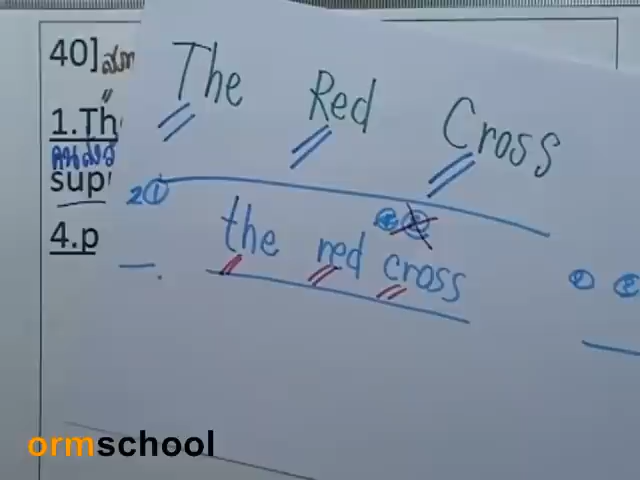 40]
The Red Cross
1.Th
sup
the red cross
4.p
ormschool